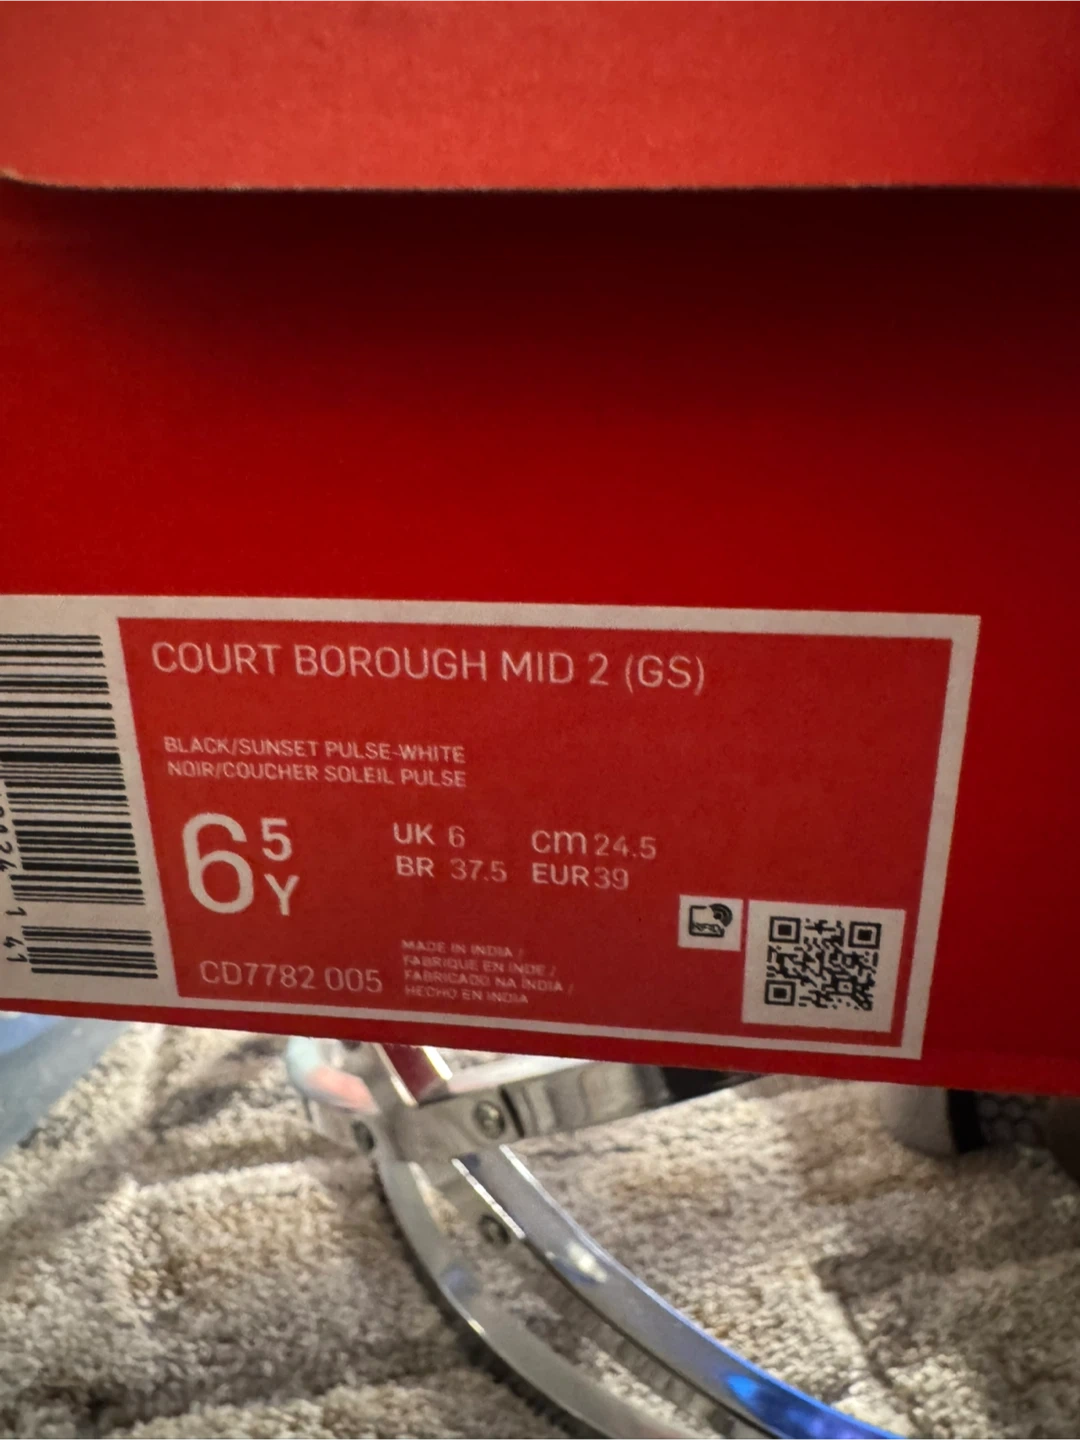 COURT BOROUGH MID 2 (GS)
BLACK/SUNSET PULSE-WHITE
NOIR/COUCHER SOLEIL PULSE
6 5 Y
UK 6 cm 24.5
BR 37.5 EUR 39
CD7782 005
MADE IN INDIA /
FABRIQUE EN INDE /
FABRICADO NA INDIA /
HECHO EN INDIA
RFID